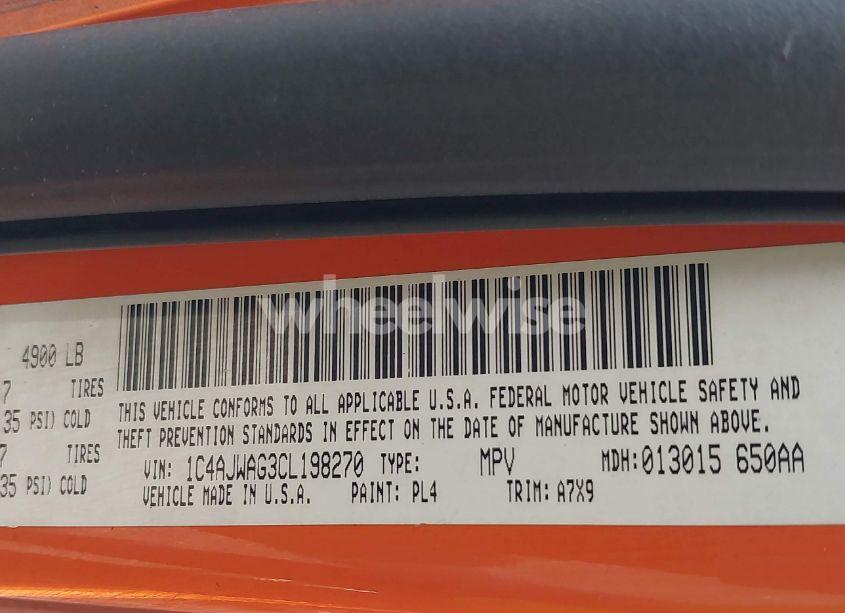 wheelwise
4900 LB
7 TIRES
35 PSI) COLD
7 TIRES
35 PSI) COLD
THIS VEHICLE CONFORMS TO ALL APPLICABLE U.S.A. FEDERAL MOTOR VEHICLE SAFETY AND
THEFT PREVENTION STANDARDS IN EFFECT ON THE DATE OF MANUFACTURE SHOWN ABOVE.
VIN: 1C4AJWAG3CL198270 TYPE: MPV MDH:013015 650AA
VEHICLE MADE IN U.S.A. PAINT: PL4 TRIM: A7X9